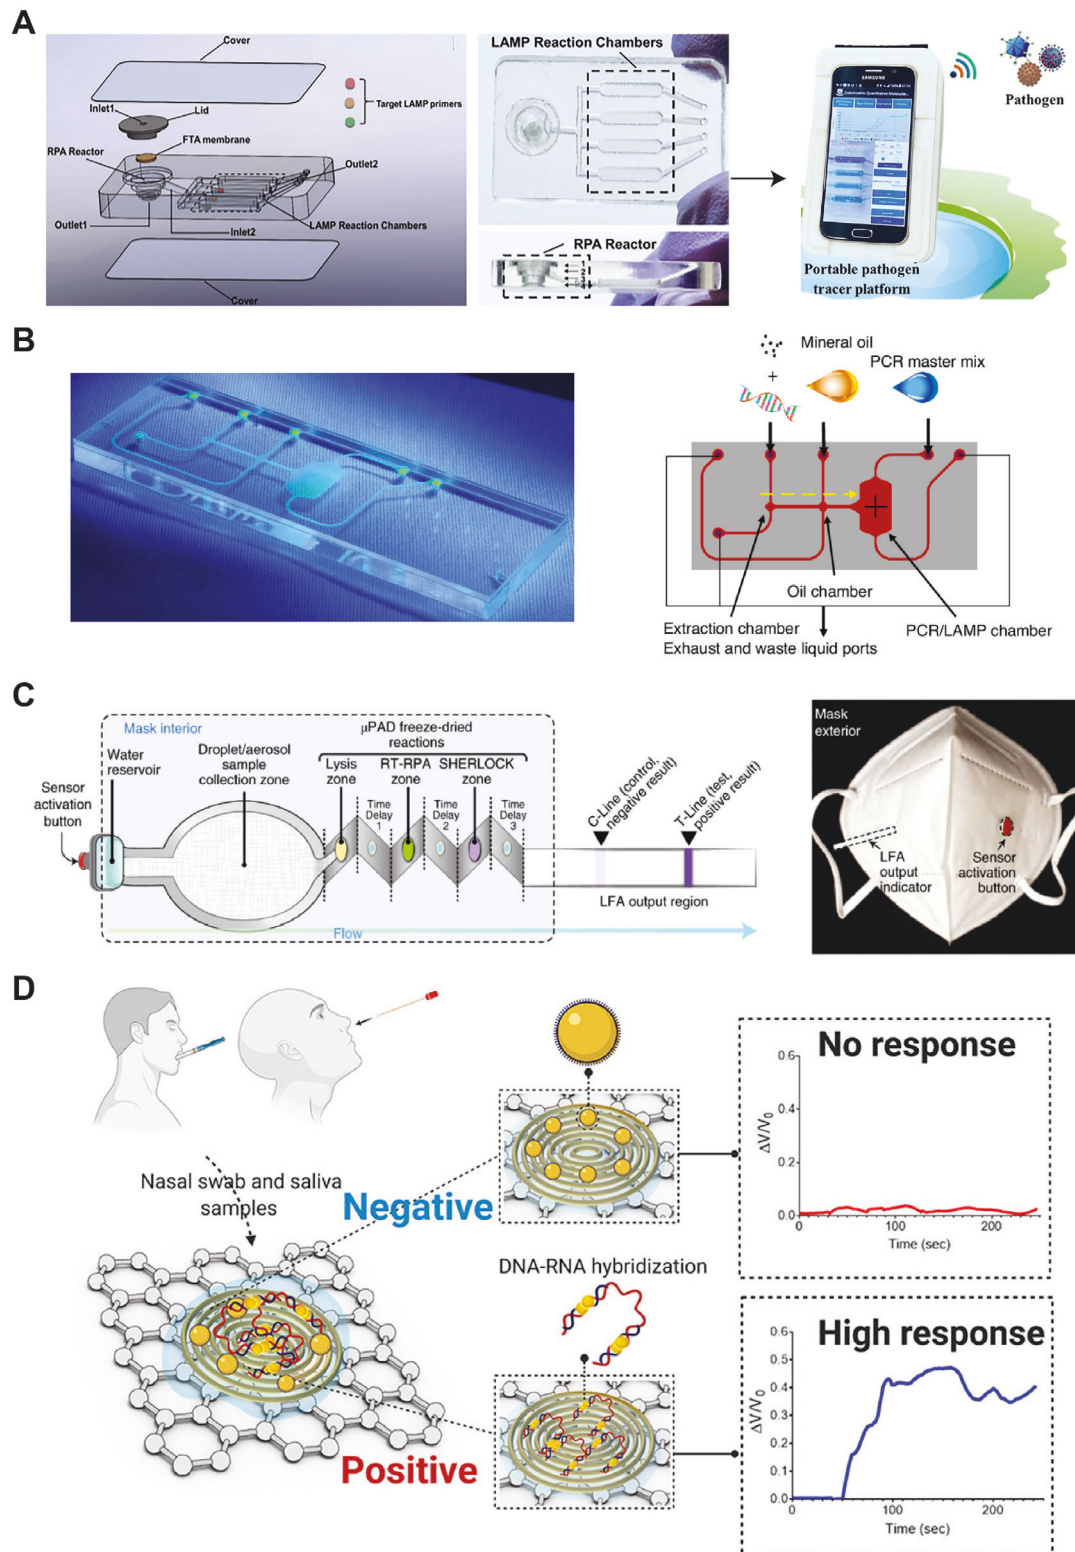 A
Cover
Inlet1
Lid
Target LAMP primers
FTA membrane
RPA Reactor
Outlet2
Outlet1
Inlet2
LAMP Reaction Chambers
Cover
LAMP Reaction Chambers
RPA Reactor
1
2
SAMSUNG
Pathogen
Portable pathogen
tracer platform
B
Mineral oil
+
PCR master mix
Oil chamber
Extraction chamber
PCR/LAMP chamber
Exhaust and waste liquid ports
C
Mask interior
Water
reservoir
Droplet/aerosol
sample
collection zone
µPAD freeze-dried
reactions
Lysis
zone
RT-RPA
zone
SHERLOCK
zone
Sensor
activation
button
Time
Delay
1
Time
Delay
2
Time
Delay
3
C-Line (control,
negative result)
T-Line (test,
positive result)
LFA output region
Flow
Mask
exterior
LFA
output
indicator
Sensor
activation
button
D
Nasal swab and saliva
samples
Negative
No response
0.6
0.4
0.2
0.0
ΔV/V0
0
100
200
Time (sec)
DNA-RNA hybridization
Positive
High response
0.6
0.5
0.4
0.3
0.2
0.1
0.0
ΔV/V0
0
100
200
Time (sec)